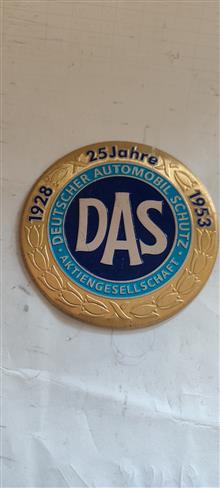 25 Jahre
1928
1953
DEUTSCHER AUTOMOBIL SCHUTZ
· AKTIENGESELLSCHAFT ·
DAS